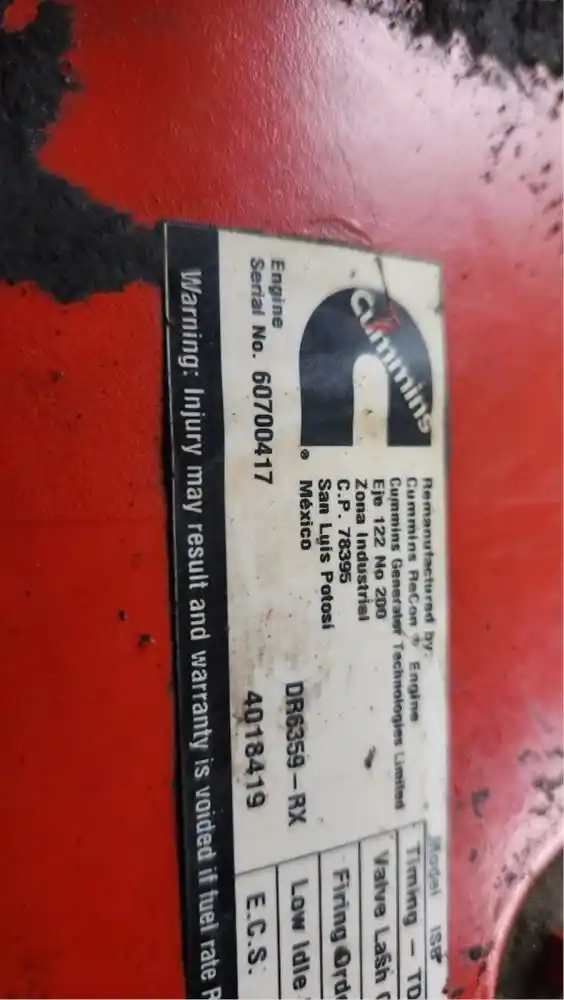 Cummins
®
Engine
Serial No. 60700417
Remanufactured by:
Cummins ReCon ® Engine
Cummins Generator Technologies Limited
Eje 122 No 200
Zona Industrial
C.P. 78395
San Luis Potosí
México
DR6359-RX
4018419
Model ISB
Timing - TD
Valve Lash
Firing Ord
Low Idle
E.C.S.
Warning: Injury may result and warranty is voided if fuel rate